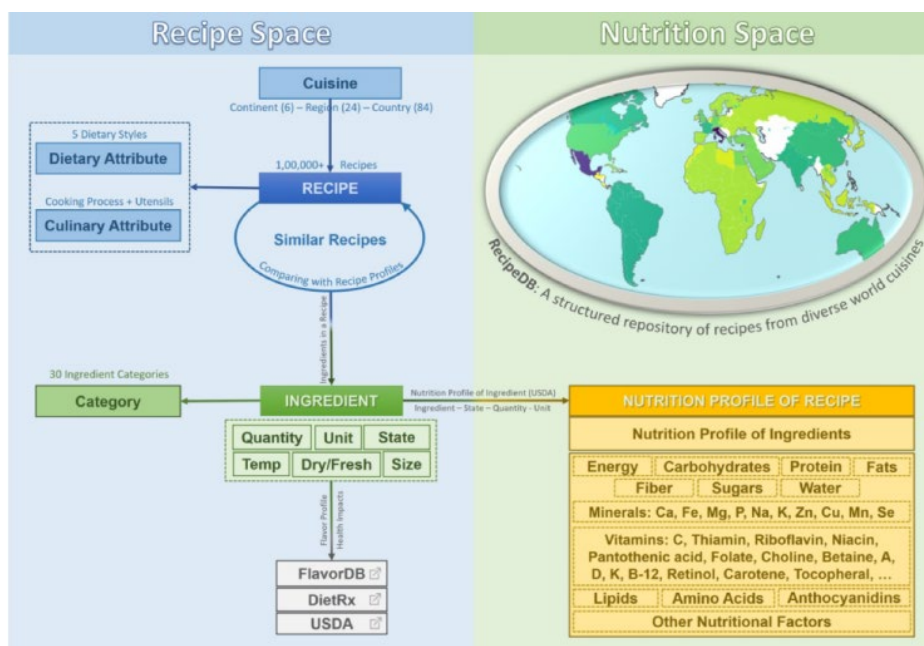 Recipe Space
Nutrition Space
Cuisine
Continent (6) – Region (24) – Country (84)
5 Dietary Styles
Dietary Attribute
Cooking Process + Utensils
Culinary Attribute
1,00,000+ Recipes
RECIPE
Similar Recipes
Comparing with Recipe Profiles
RecipeDB: A structured repository of recipes from diverse world cuisines
Ingredients in a Recipe
30 Ingredient Categories
Category
INGREDIENT
Nutrition Profile of Ingredient (USDA)
Ingredient – State – Quantity - Unit
Quantity
Unit
State
Temp
Dry/Fresh
Size
Flavor Profile
Health Impacts
FlavorDB
DietRx
USDA
NUTRITION PROFILE OF RECIPE
Nutrition Profile of Ingredients
Energy
Carbohydrates
Protein
Fats
Fiber
Sugars
Water
Minerals: Ca, Fe, Mg, P, Na, K, Zn, Cu, Mn, Se
Vitamins: C, Thiamin, Riboflavin, Niacin,
Pantothenic acid, Folate, Choline, Betaine, A,
D, K, B-12, Retinol, Carotene, Tocopheral, ...
Lipids
Amino Acids
Anthocyanidins
Other Nutritional Factors